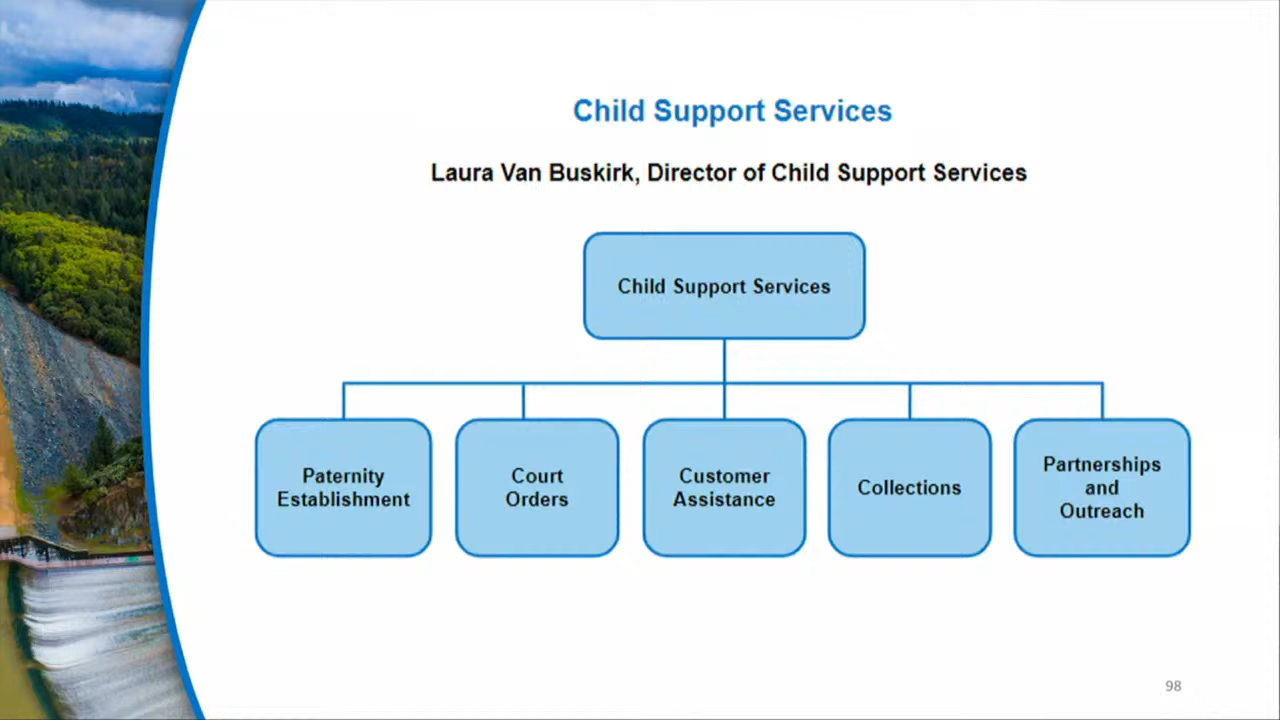 Child Support Services
Laura Van Buskirk, Director of Child Support Services
Child Support Services
Paternity
Establishment
Court
Orders
Customer
Assistance
Collections
Partnerships
and
Outreach
98